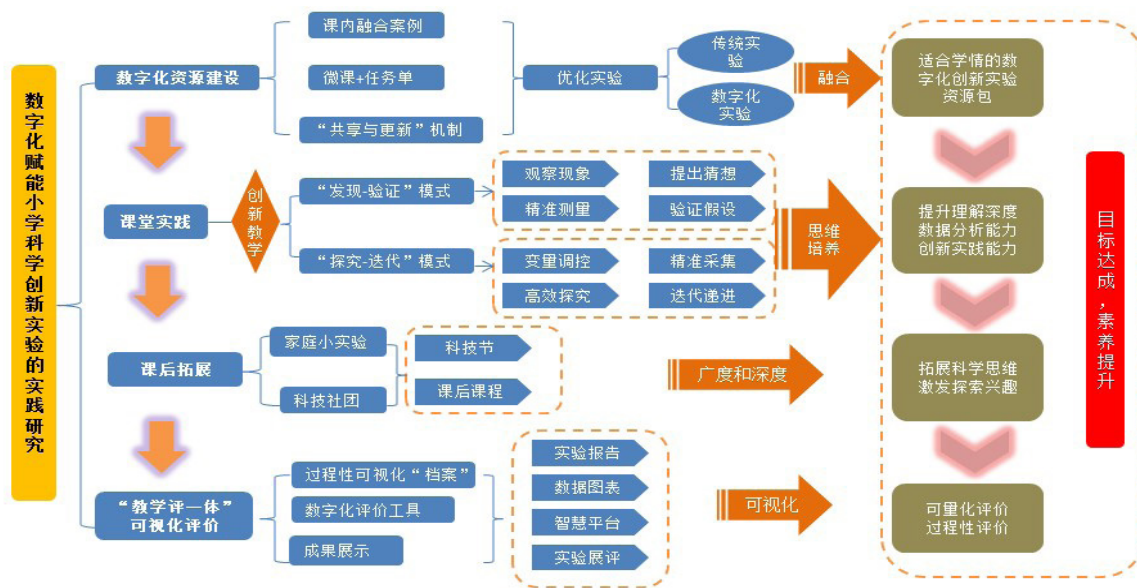 数字化赋能小学科学创新实验的实践研究
数字化资源建设
课内融合案例
微课+任务单
“共享与更新”机制
优化实验
传统实
验
数字化
实验
融合
适合学情的数
字化创新实验
资源包
课堂实践
创新教学
“发现-验证”模式
观察现象
提出猜想
精准测量
验证假设
“探究-迭代”模式
变量调控
精准采集
高效探究
迭代递进
思维
培养
提升理解深度
数据分析能力
创新实践能力
课后拓展
家庭小实验
科技社团
科技节
课后课程
广度和深度
拓展科学思维
激发探索兴趣
“教学评一体”
可视化评价
过程性可视化“档案”
数字化评价工具
成果展示
实验报告
数据图表
智慧平台
实验展评
可视化
可量化评价
过程性评价
目标达成，素养提升